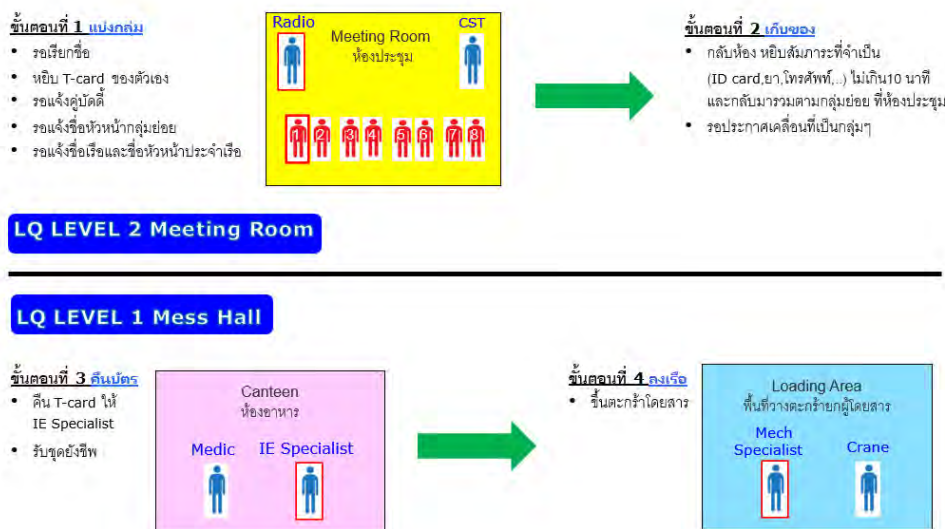 ขั้นตอนที่ 1 แบ่งกลุ่ม
• รอเรียกชื่อ
• หยิบ T-card ของตัวเอง
• รอแจ้งคู่บัดดี้
• รอแจ้งชื่อหัวหน้ากลุ่มย่อย
• รอแจ้งชื่อเรือและชื่อหัวหน้าประจำเรือ
Radio
CST
Meeting Room
ห้องประชุม
1 2 3 4 5 6 7 8
ขั้นตอนที่ 2 เก็บของ
• กลับห้อง หยิบสัมภาระที่จำเป็น
(ID card,ยา,โทรศัพท์,..) ไม่เกิน10 นาที
และกลับมารวมตามกลุ่มย่อย ที่ห้องประชุม
• รอประกาศเคลื่อนที่เป็นกลุ่มๆ
LQ LEVEL 2 Meeting Room
LQ LEVEL 1 Mess Hall
ขั้นตอนที่ 3 คืนบัตร
• คืน T-card ให้
IE Specialist
• รับชุดยังชีพ
Canteen
ห้องอาหาร
Medic
IE Specialist
ขั้นตอนที่ 4 ลงเรือ
• ขึ้นตะกร้าโดยสาร
Loading Area
พื้นที่วางตะกร้ายกผู้โดยสาร
Mech
Specialist
Crane